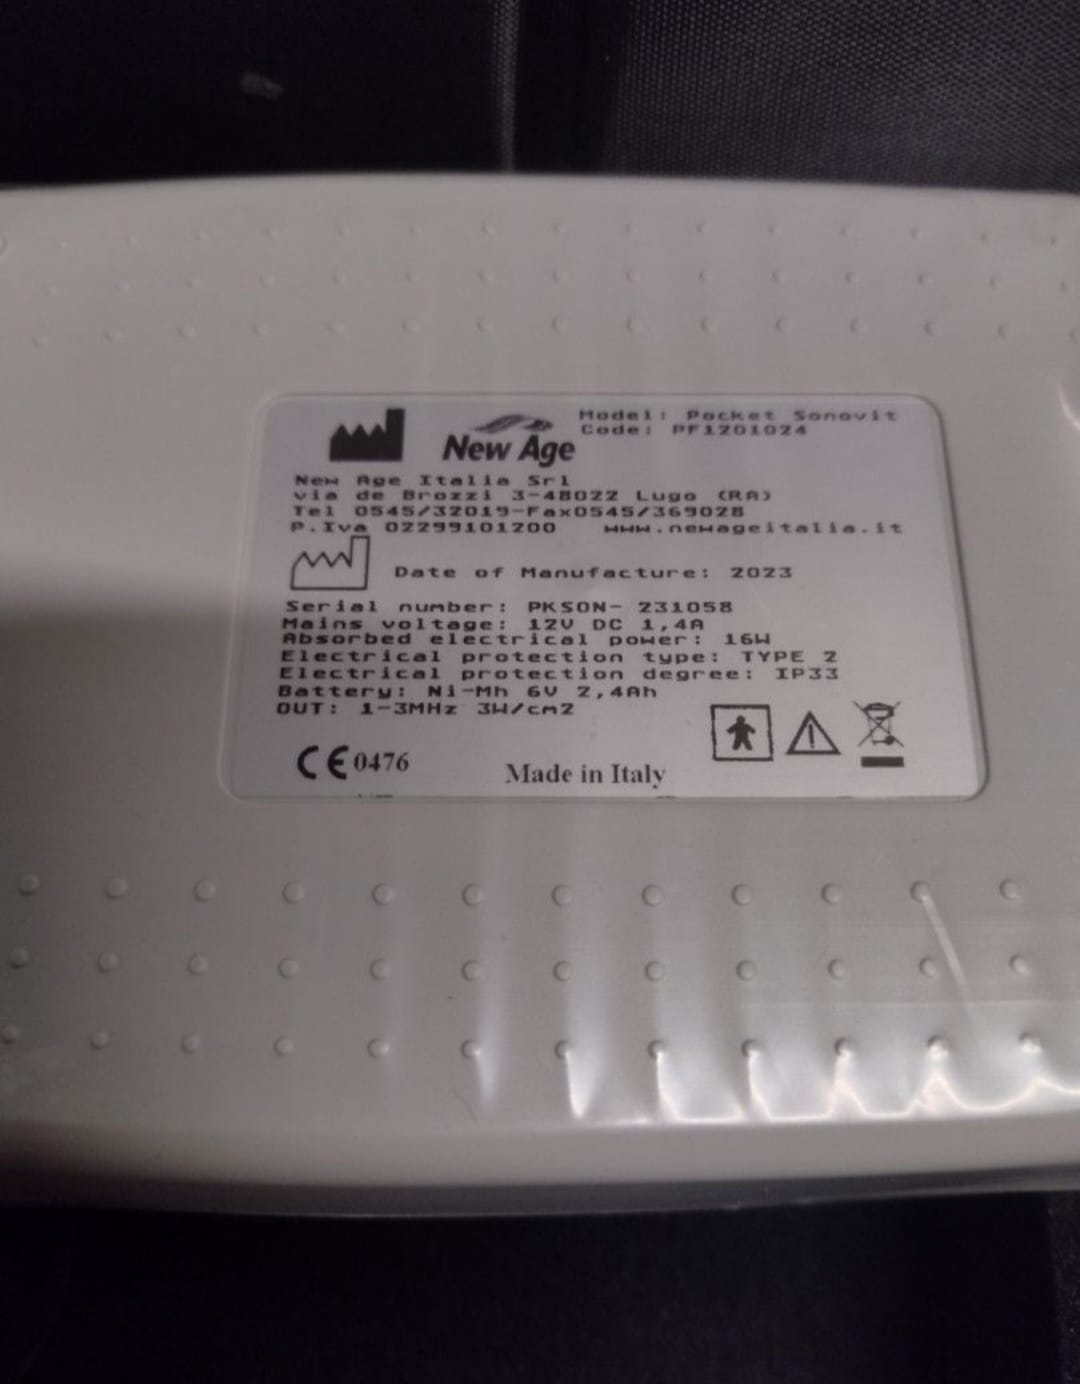 Model: Pocket Sonovit
Code: PF1201024
New Age
New Age Italia Srl
via de Brozzi 3-48022 Lugo (RA)
Tel 0545/32019-Fax0545/369028
P.Iva 02299101200 www.newageitalia.it
Date of Manufacture: 2023
Serial number: PKSON- 231058
Mains voltage: 12V DC 1,4A
Absorbed electrical power: 16W
Electrical protection type: TYPE 2
Electrical protection degree: IP33
Battery: Ni-Mh 6V 2,4Ah
OUT: 1-3MHz 3W/cm2
CE 0476
Made in Italy